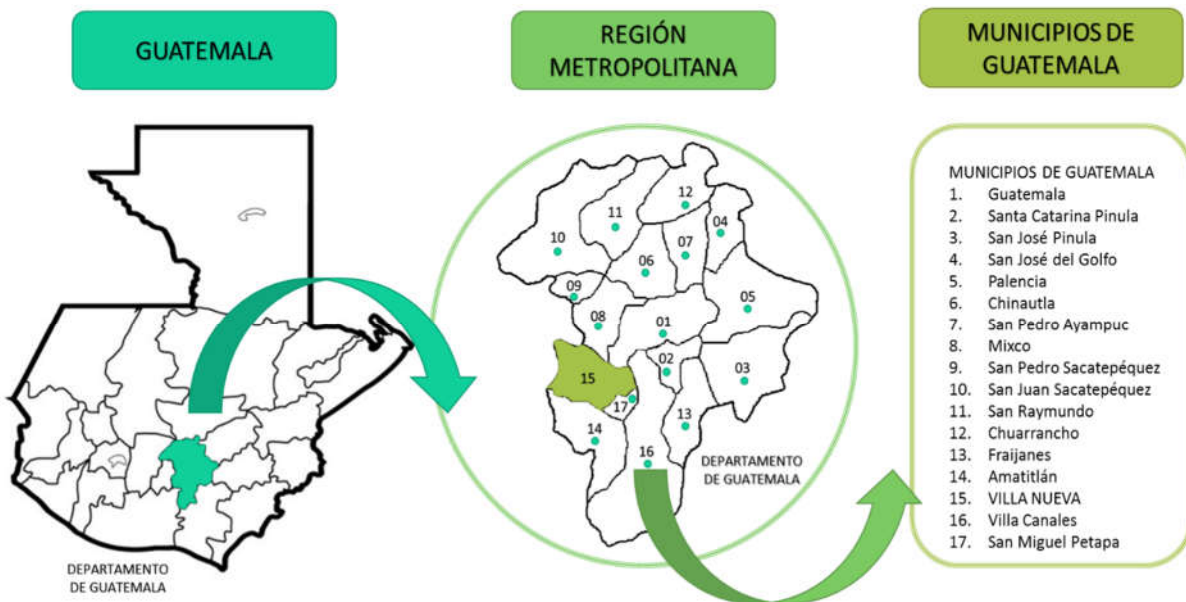 GUATEMALA
REGIÓN
METROPOLITANA
MUNICIPIOS DE
GUATEMALA
DEPARTAMENTO
DE GUATEMALA
12
11
04
10
07
06
09
05
08
01
02
03
15
17
13
14
16
DEPARTAMENTO
DE GUATEMALA
MUNICIPIOS DE GUATEMALA
1. Guatemala
2. Santa Catarina Pinula
3. San José Pinula
4. San José del Golfo
5. Palencia
6. Chinautla
7. San Pedro Ayampuc
8. Mixco
9. San Pedro Sacatepéquez
10. San Juan Sacatepéquez
11. San Raymundo
12. Chuarrancho
13. Fraijanes
14. Amatitlán
15. VILLA NUEVA
16. Villa Canales
17. San Miguel Petapa